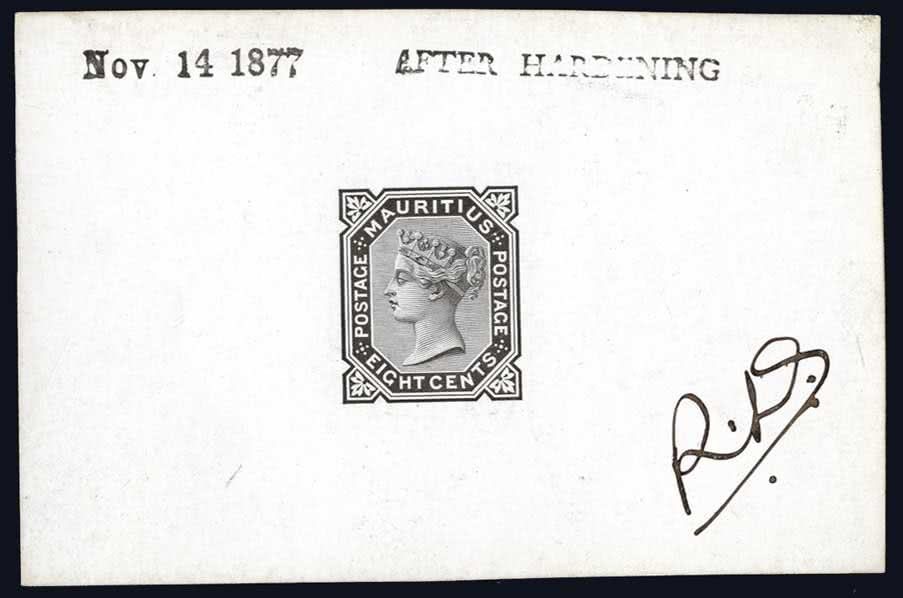 Nov. 14 1877 AFTER HARDENING
MAURITIUS
POSTAGE
POSTAGE
EIGHT CENTS